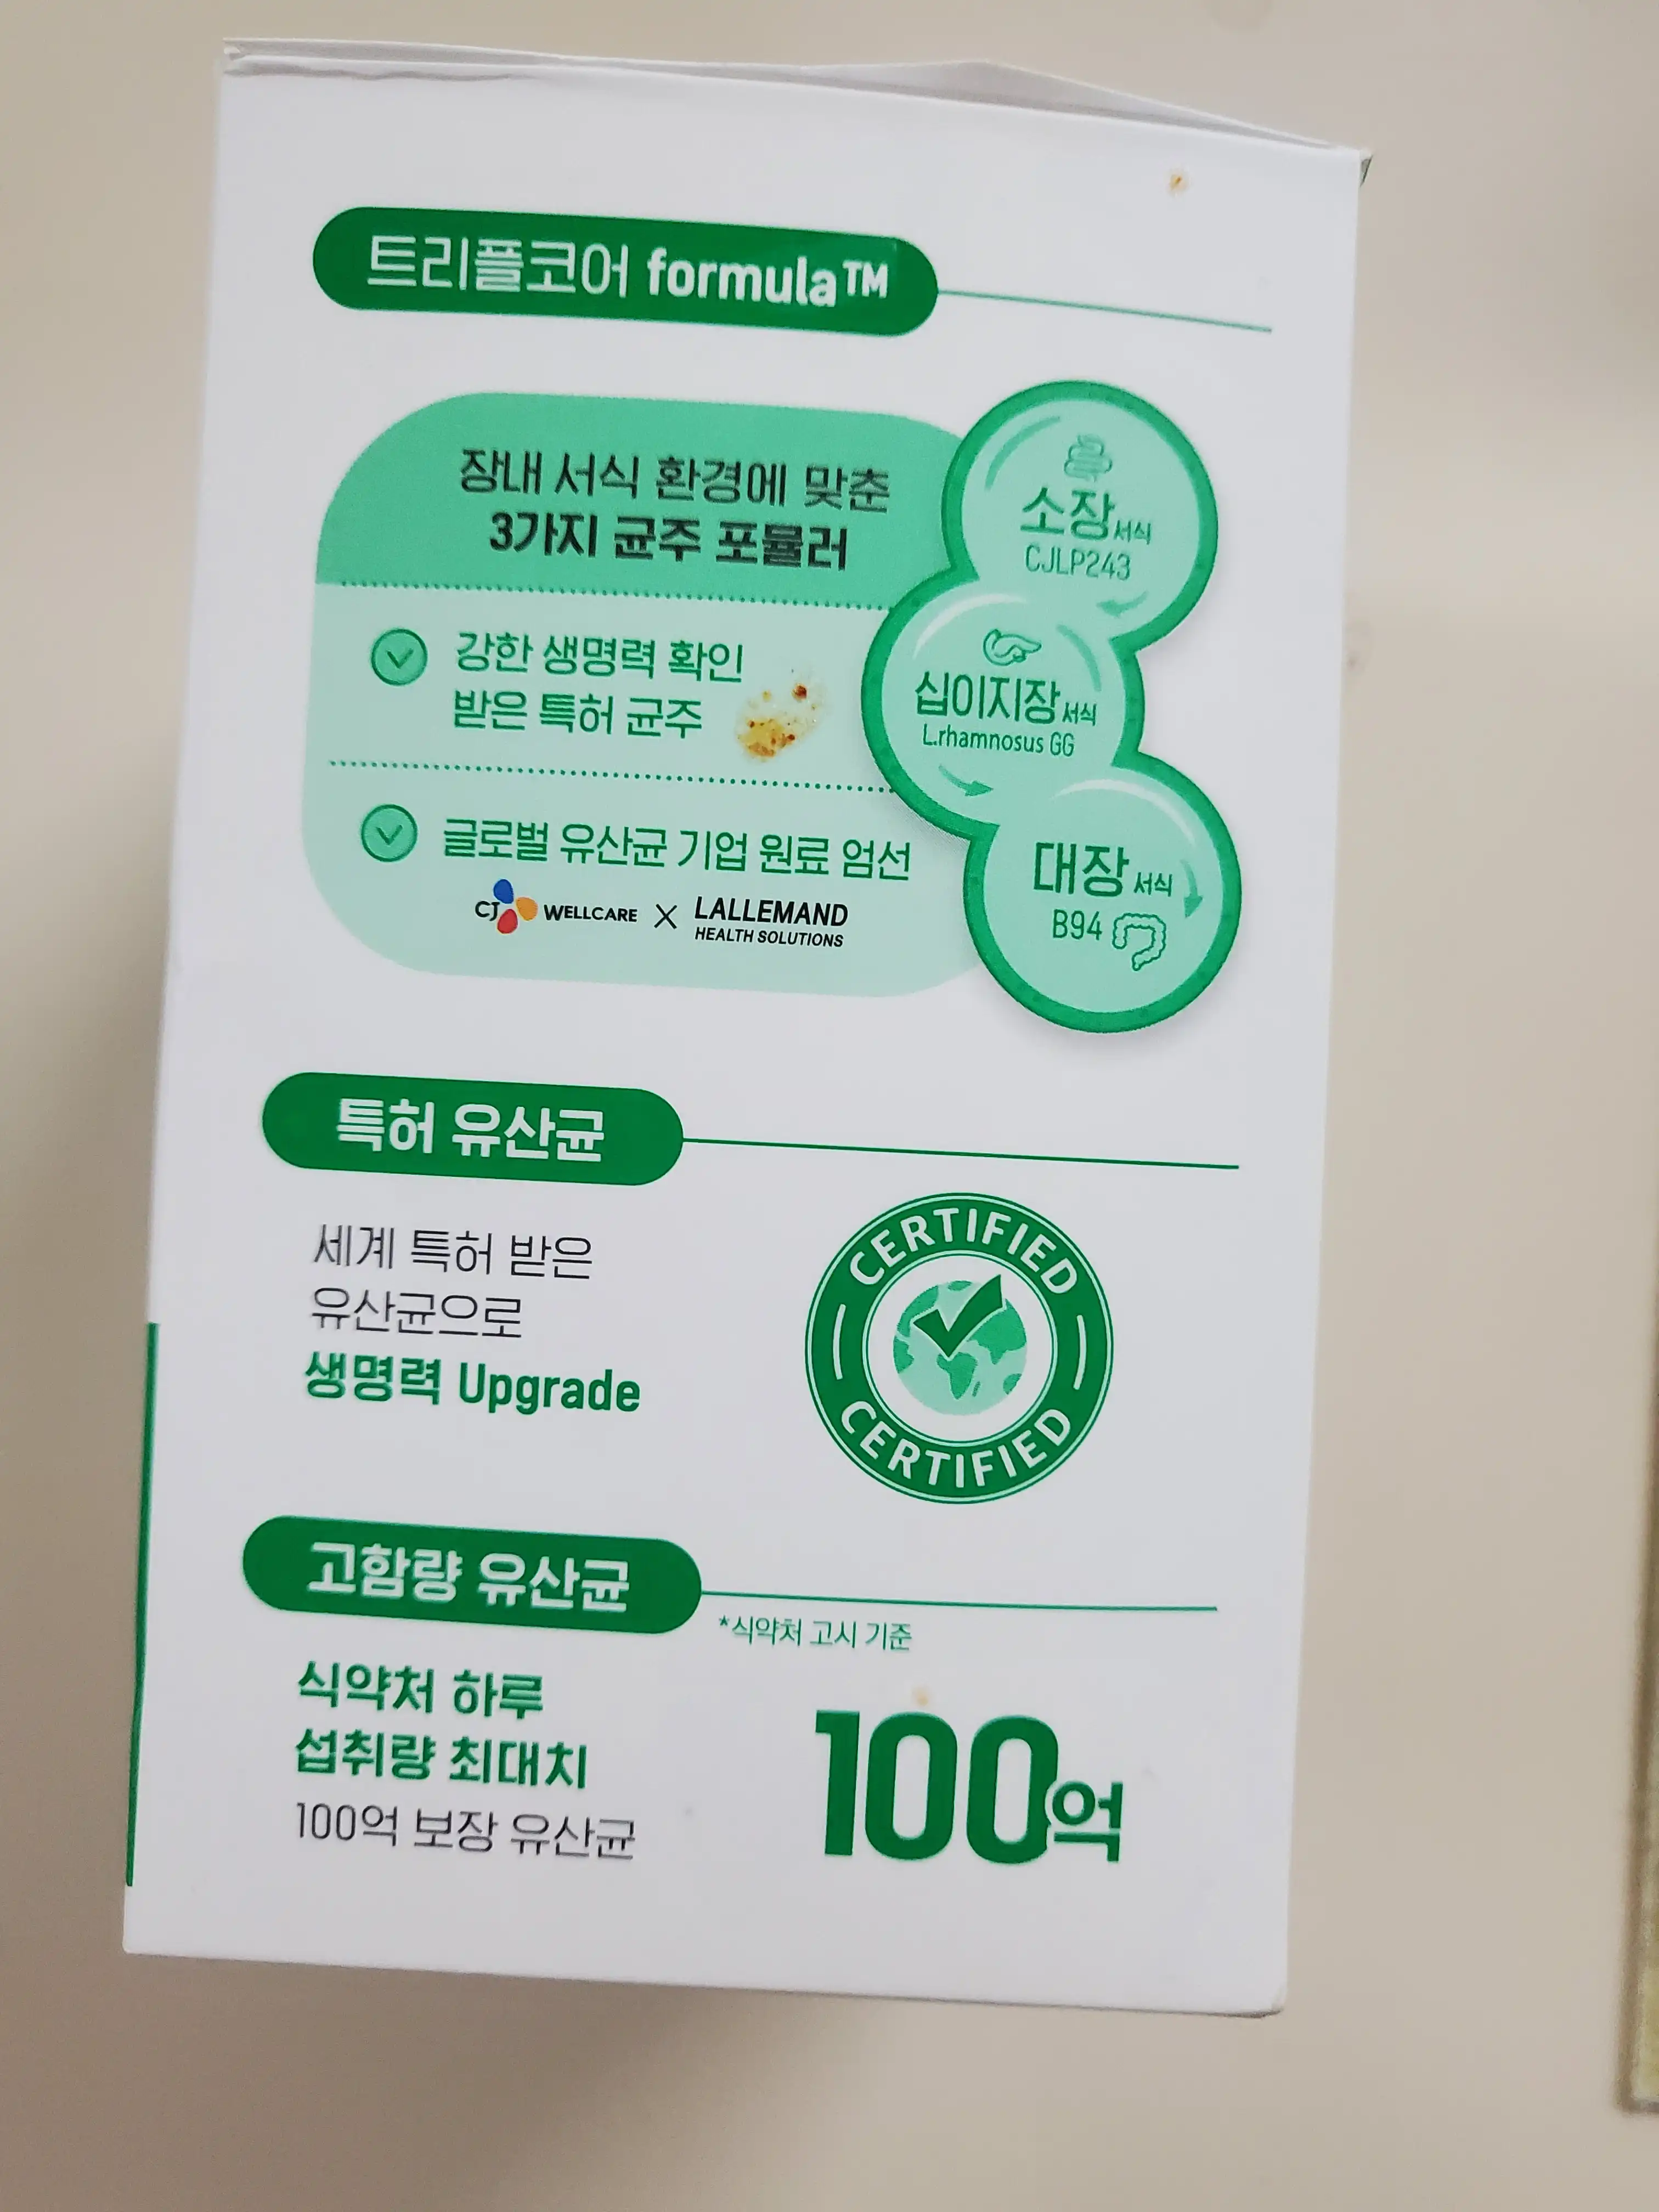 트리플코어 formula™
장내 서식 환경에 맞춘
3가지 균주 포뮬러
강한 생명력 확인
받은 특허 균주
글로벌 유산균 기업 원료 엄선
CJ WELLCARE X LALLEMAND
HEALTH SOLUTIONS
소장 서식
CJLP243
십이지장 서식
L.rhamnosus GG
대장 서식
B94
특허 유산균
세계 특허 받은
유산균으로
생명력 Upgrade
CERTIFIED
CERTIFIED
고함량 유산균
*식약처 고시 기준
식약처 하루
섭취량 최대치
100억 보장 유산균
100억